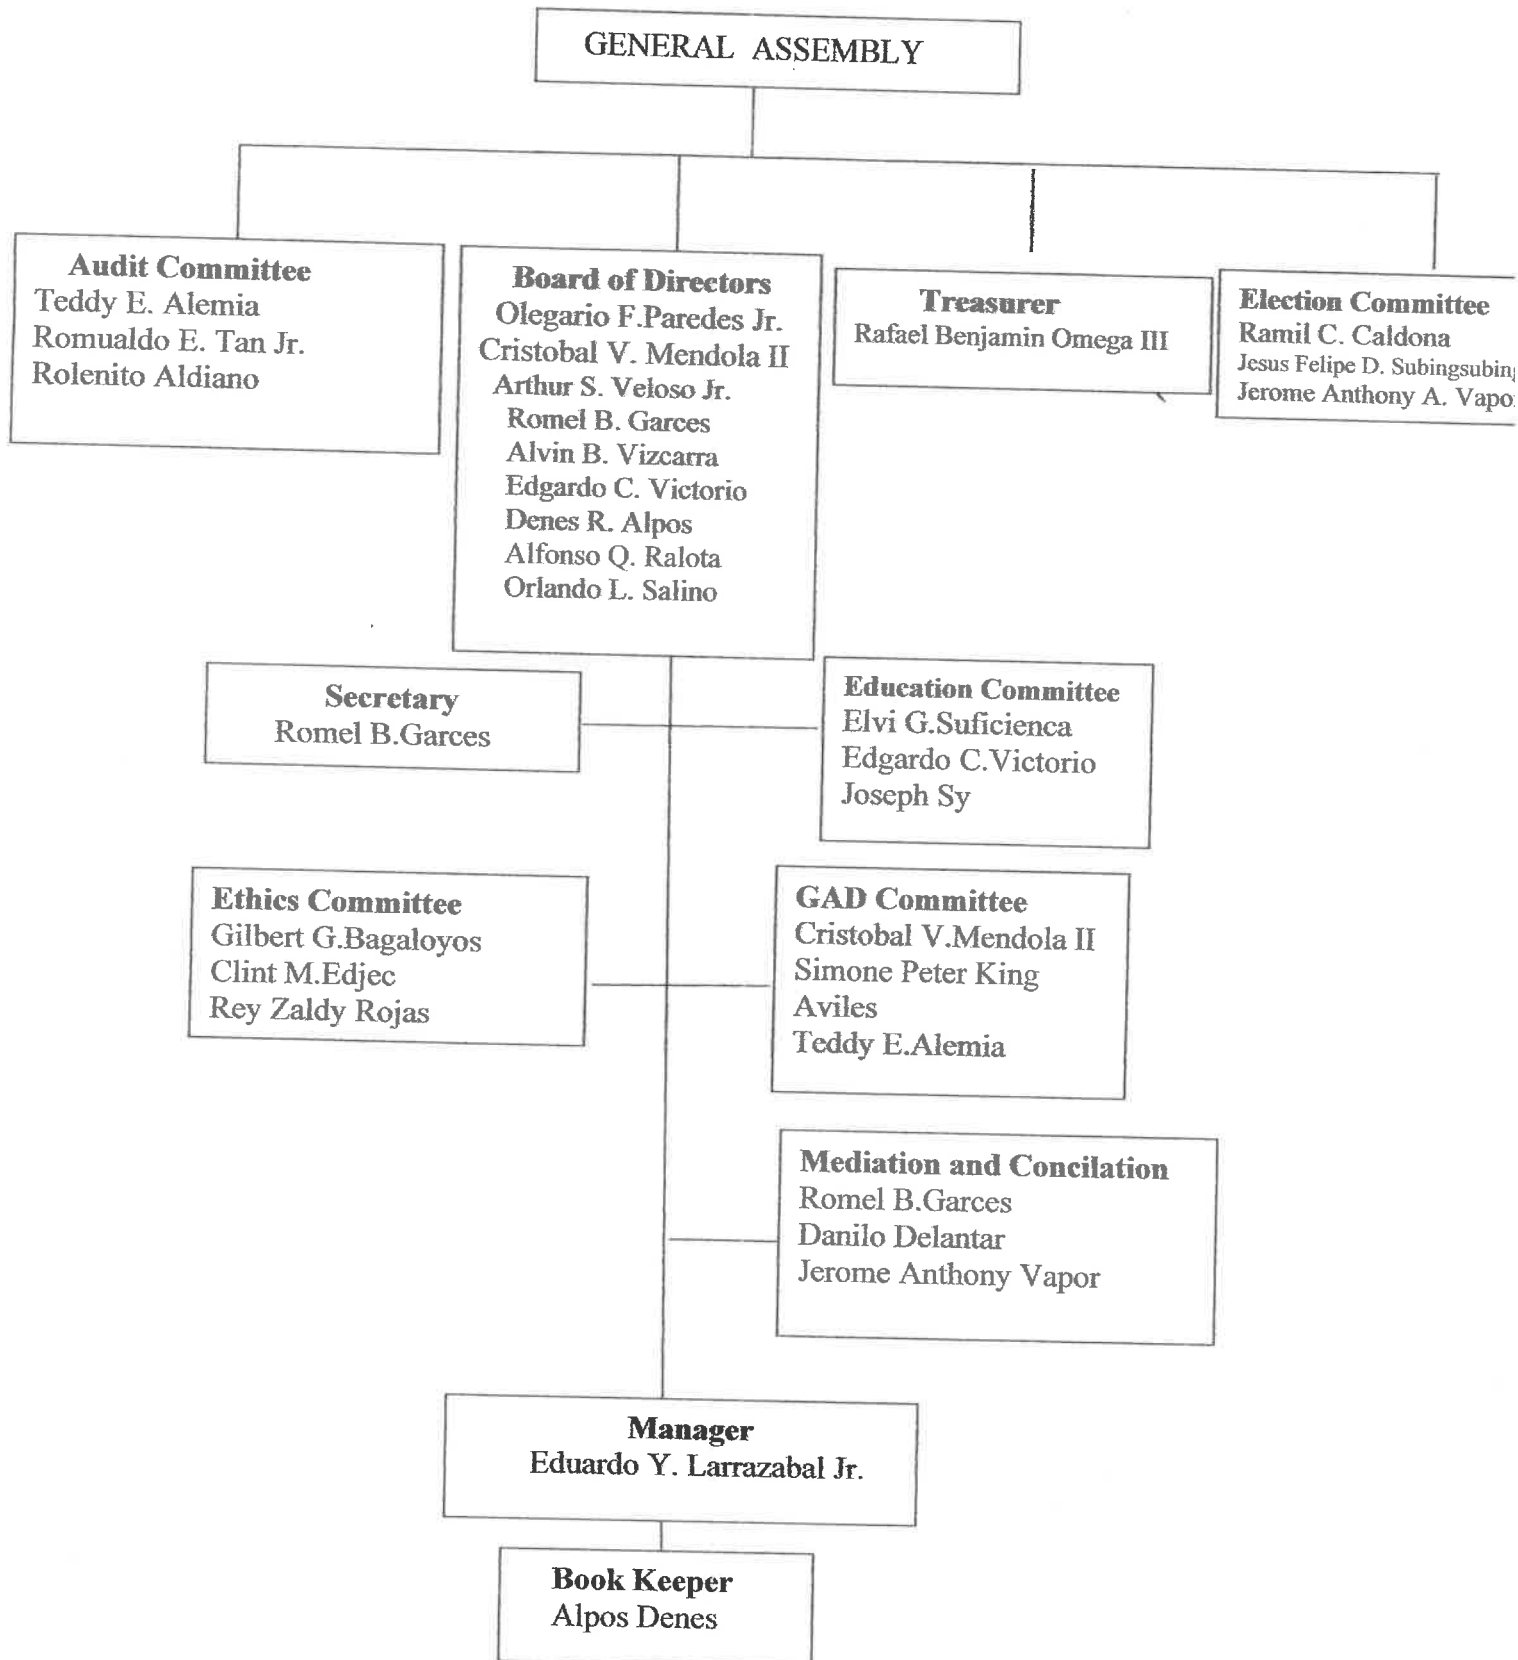 GENERAL ASSEMBLY
Audit Committee
Teddy E. Alemia
Romualdo E. Tan Jr.
Rolenito Aldiano
Board of Directors
Olegario F.Paredes Jr.
Cristobal V. Mendola II
Arthur S. Veloso Jr.
Romel B. Garces
Alvin B. Vizcarra
Edgardo C. Victorio
Denes R. Alpos
Alfonso Q. Ralota
Orlando L. Salino
Treasurer
Rafael Benjamin Omega III
Election Committee
Ramil C. Caldona
Jesus Felipe D. Subingsubing
Jerome Anthony A. Vapor
Secretary
Romel B.Garces
Education Committee
Elvi G.Suficienca
Edgardo C.Victorio
Joseph Sy
Ethics Committee
Gilbert G.Bagaloyos
Clint M.Edjec
Rey Zaldy Rojas
GAD Committee
Cristobal V.Mendola II
Simone Peter King
Aviles
Teddy E.Alemia
Mediation and Concilation
Romel B.Garces
Danilo Delantar
Jerome Anthony Vapor
Manager
Eduardo Y. Larrazabal Jr.
Book Keeper
Alpos Denes